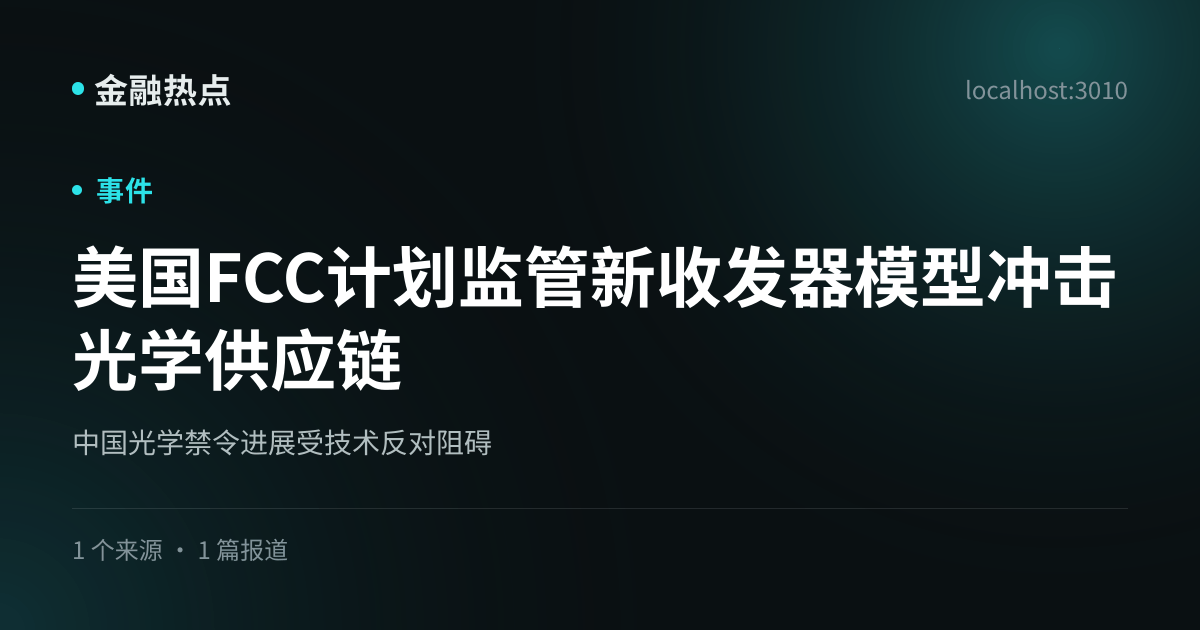 金融热点
localhost:3010
事件
美国FCC计划监管新收发器模型冲击
光学供应链
中国光学禁令进展受技术反对阻碍
1 个来源 · 1 篇报道